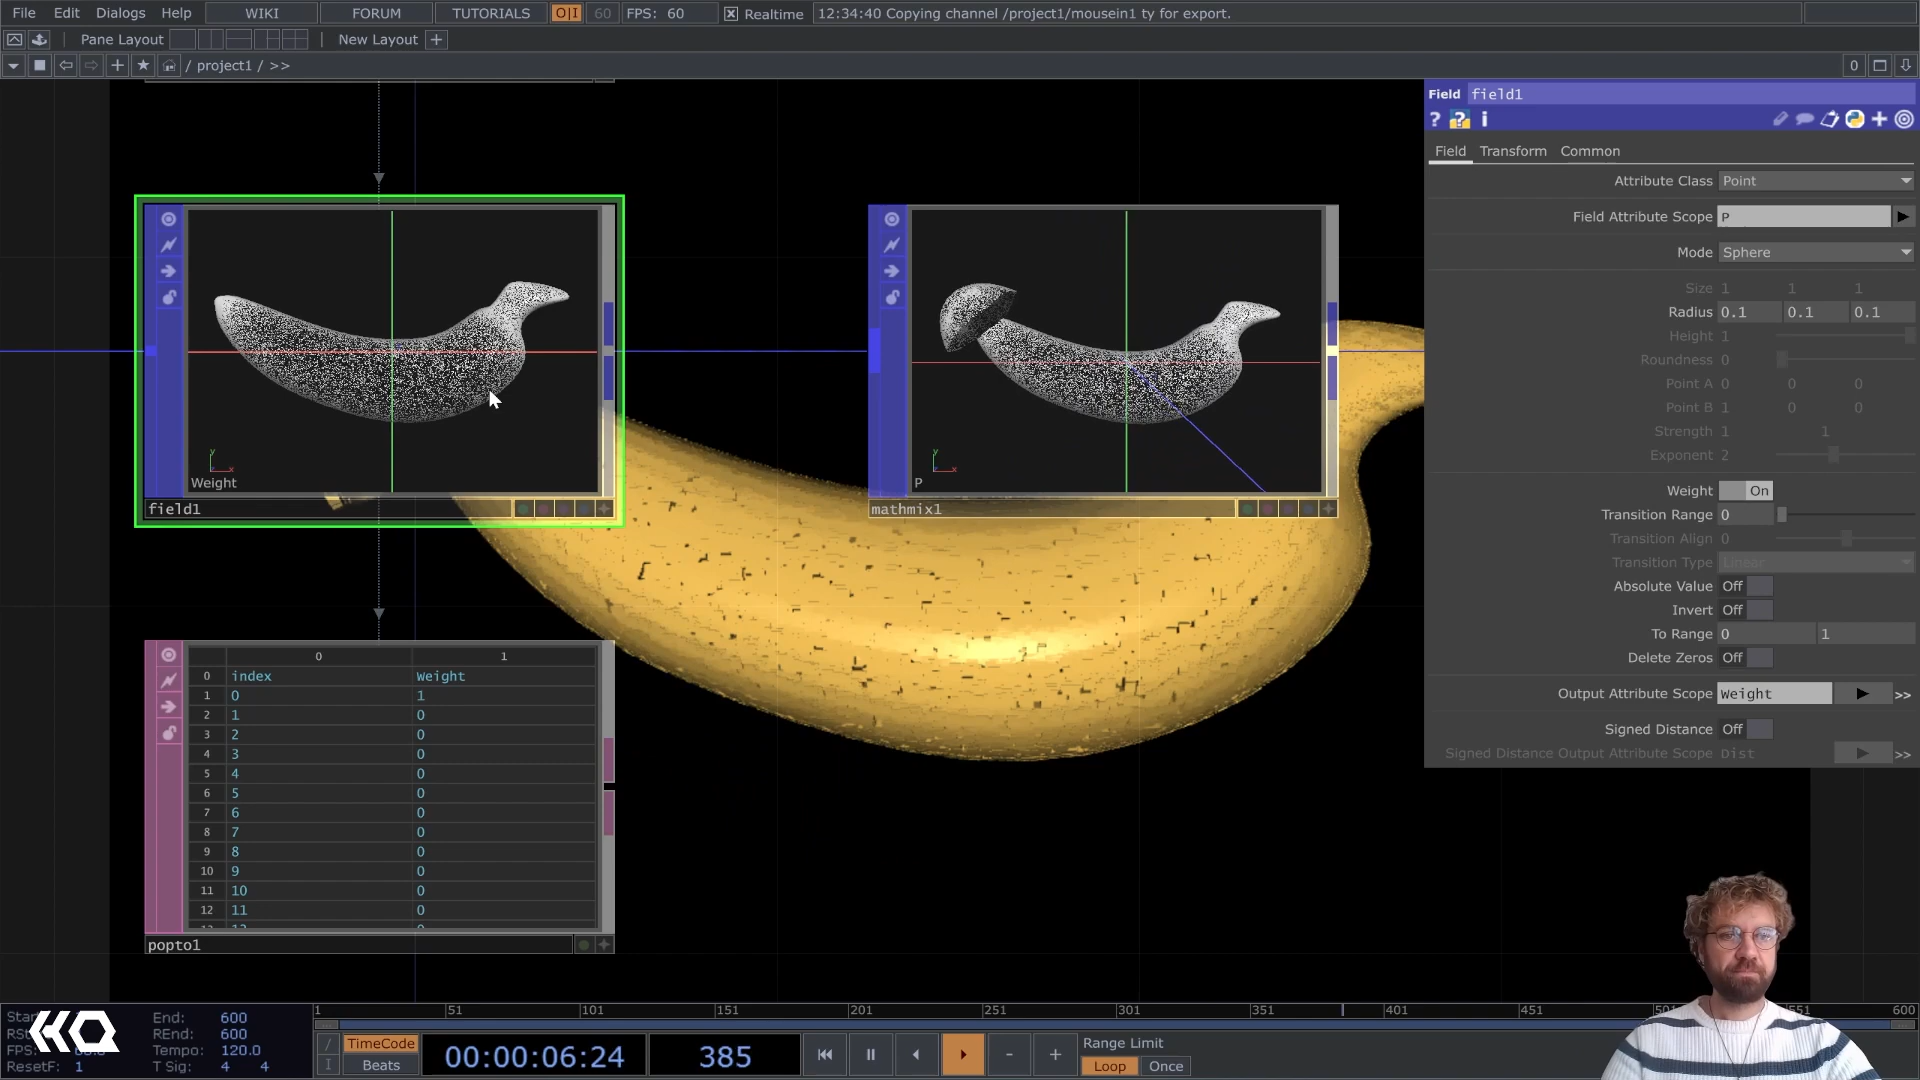 File Edit Dialogs Help WIKI FORUM TUTORIALS O|I 60 FPS: 60 Realtime 12:34:40 Copying channel /project1/mousein1 ty for export.
Pane Layout New Layout +
/ project1 / >> 0
Field field1
? ? i
Field Transform Common
Attribute Class Point
Field Attribute Scope P
Mode Sphere
Size 1 1 1
Radius 0.1 0.1 0.1
Height 1
Roundness 0
Point A 0 0 0
Point B 1 0 0
Strength 1 1
Exponent 2
Weight On
Transition Range 0
Transition Align 0
Transition Type Linear
Absolute Value Off
Invert Off
To Range 0 1
Delete Zeros Off
Output Attribute Scope Weight >>
Signed Distance Off
Signed Distance Output Attribute Scope Dist >>
y x
Weight
field1
y x
P
mathmix1
0 1
0 index Weight
1 0 1
2 1 0
3 2 0
4 3 0
5 4 0
6 5 0
7 6 0
8 7 0
9 8 0
10 9 0
11 10 0
12 11 0
popto1
1 51 101 151 201 251 301 351 401 451 501 551 600
End: 600
REnd: 600
FPS: Tempo: 120.0
ResetF: 1 T Sig: 4 4
HQ
TimeCode
Beats
00:00:06:24
385
- +
Range Limit
Loop Once